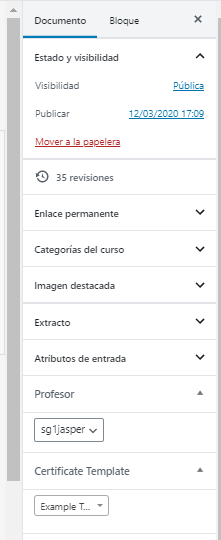 Documento Bloque
Estado y visibilidad
Visibilidad Pública
Publicar 12/03/2020 17:09
Mover a la papelera
35 revisiones
Enlace permanente
Categorías del curso
Imagen destacada
Extracto
Atributos de entrada
Profesor
sg1jasper
Certificate Template
Example T...